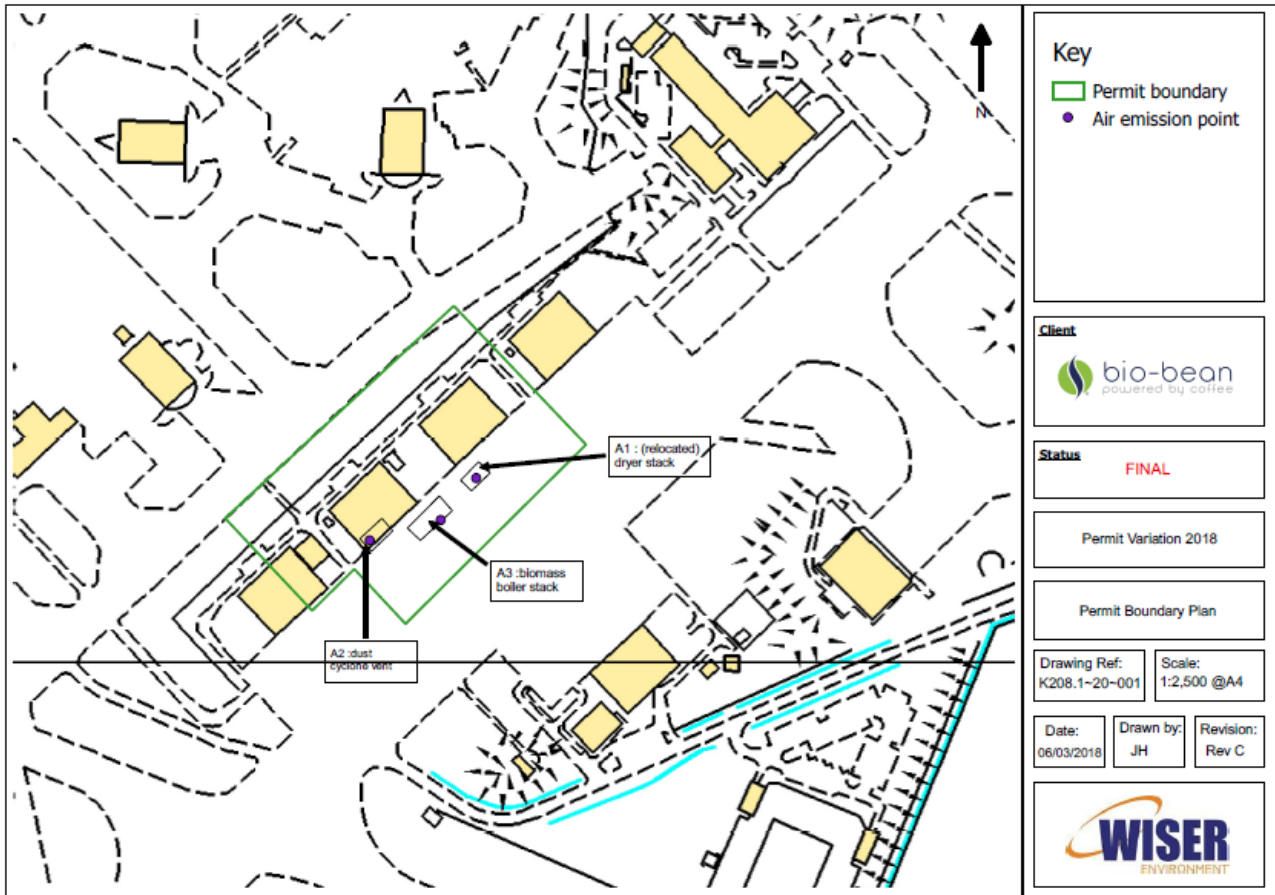 N
Key
Permit boundary
Air emission point
A1 : (relocated)
dryer stack
A3 :biomass
boiler stack
A2 :dust
cyclone vent
Client
bio-bean
powered by coffee
Status
FINAL
Permit Variation 2018
Permit Boundary Plan
Drawing Ref:
K208.1~20~001
Scale:
1:2,500 @A4
Date:
06/03/2018
Drawn by:
JH
Revision:
Rev C
WISER
ENVIRONMENT